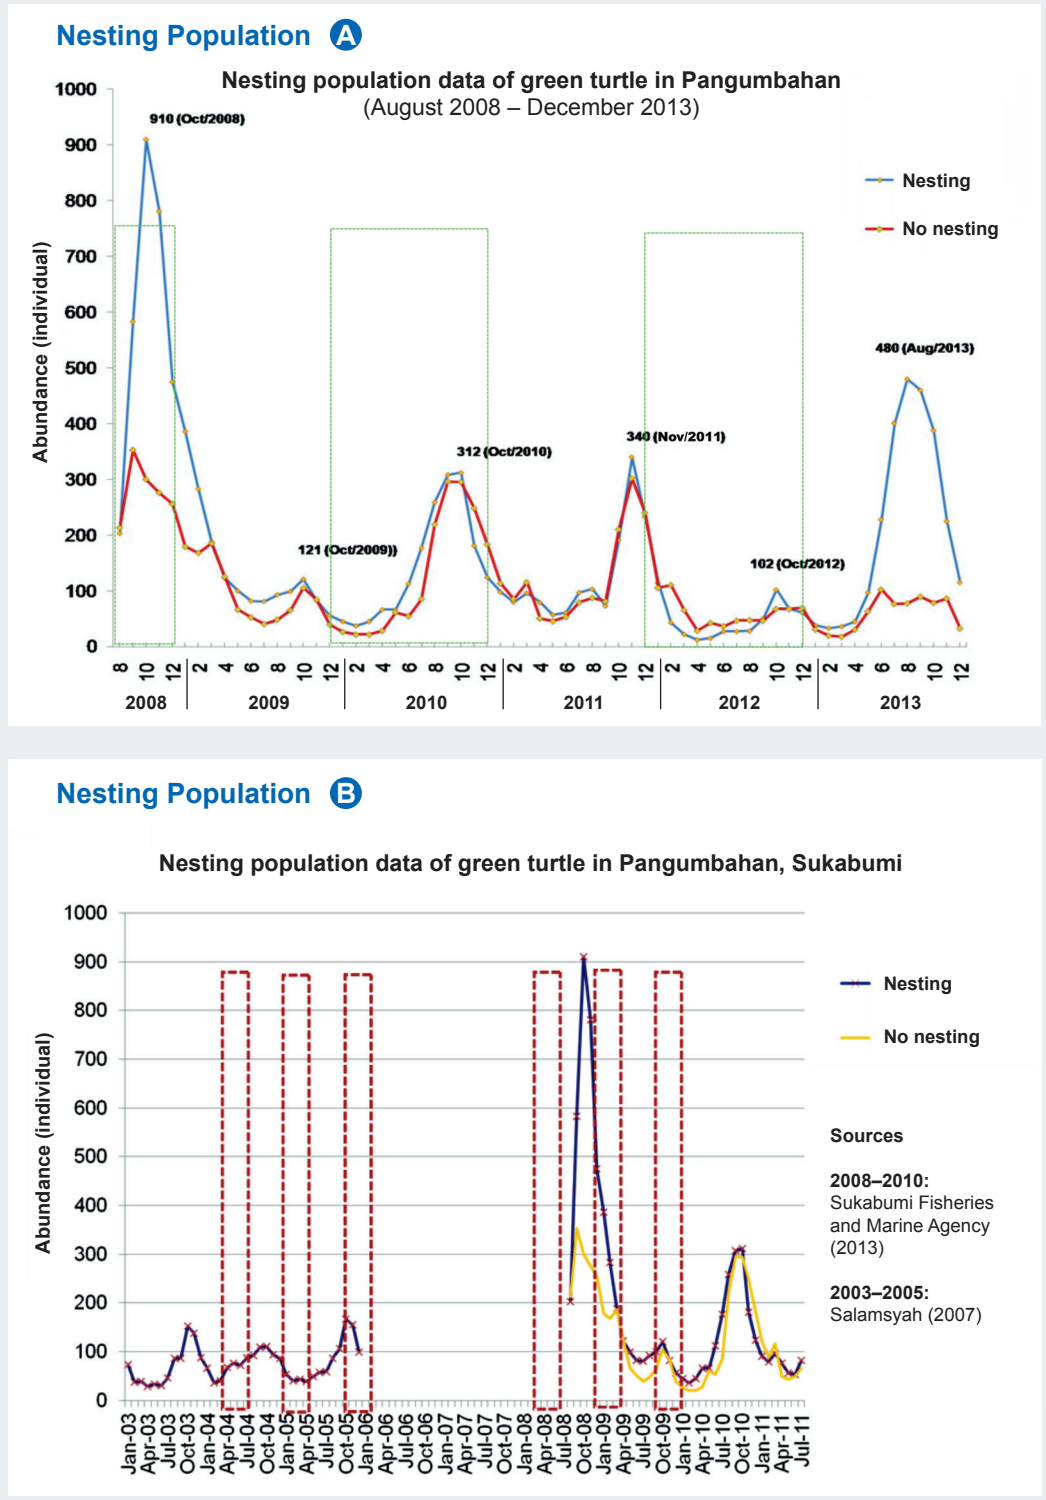 Nesting Population A
Nesting population data of green turtle in Pangumbahan
(August 2008 – December 2013)
Abundance (individual)
1000
900
800
700
600
500
400
300
200
100
0
910 (Oct/2008)
121 (Oct/2009))
312 (Oct/2010)
340 (Nov/2011)
102 (Oct/2012)
480 (Aug/2013)
Nesting
No nesting
8 10 12 2 4 6 8 10 12 2 4 6 8 10 12 2 4 6 8 10 12 2 4 6 8 10 12 2 4 6 8 10 12
2008 2009 2010 2011 2012 2013
Nesting Population B
Nesting population data of green turtle in Pangumbahan, Sukabumi
Abundance (individual)
1000
900
800
700
600
500
400
300
200
100
0
Nesting
No nesting
Sources
2008–2010:
Sukabumi Fisheries
and Marine Agency
(2013)
2003–2005:
Salamsyah (2007)
Jan-03 Apr-03 Jul-03 Oct-03 Jan-04 Apr-04 Jul-04 Oct-04 Jan-05 Apr-05 Jul-05 Oct-05 Jan-06 Apr-06 Jul-06 Oct-06 Jan-07 Apr-07 Jul-07 Oct-07 Jan-08 Apr-08 Jul-08 Oct-08 Jan-09 Apr-09 Jul-09 Oct-09 Jan-10 Apr-10 Jul-10 Oct-10 Jan-11 Apr-11 Jul-11